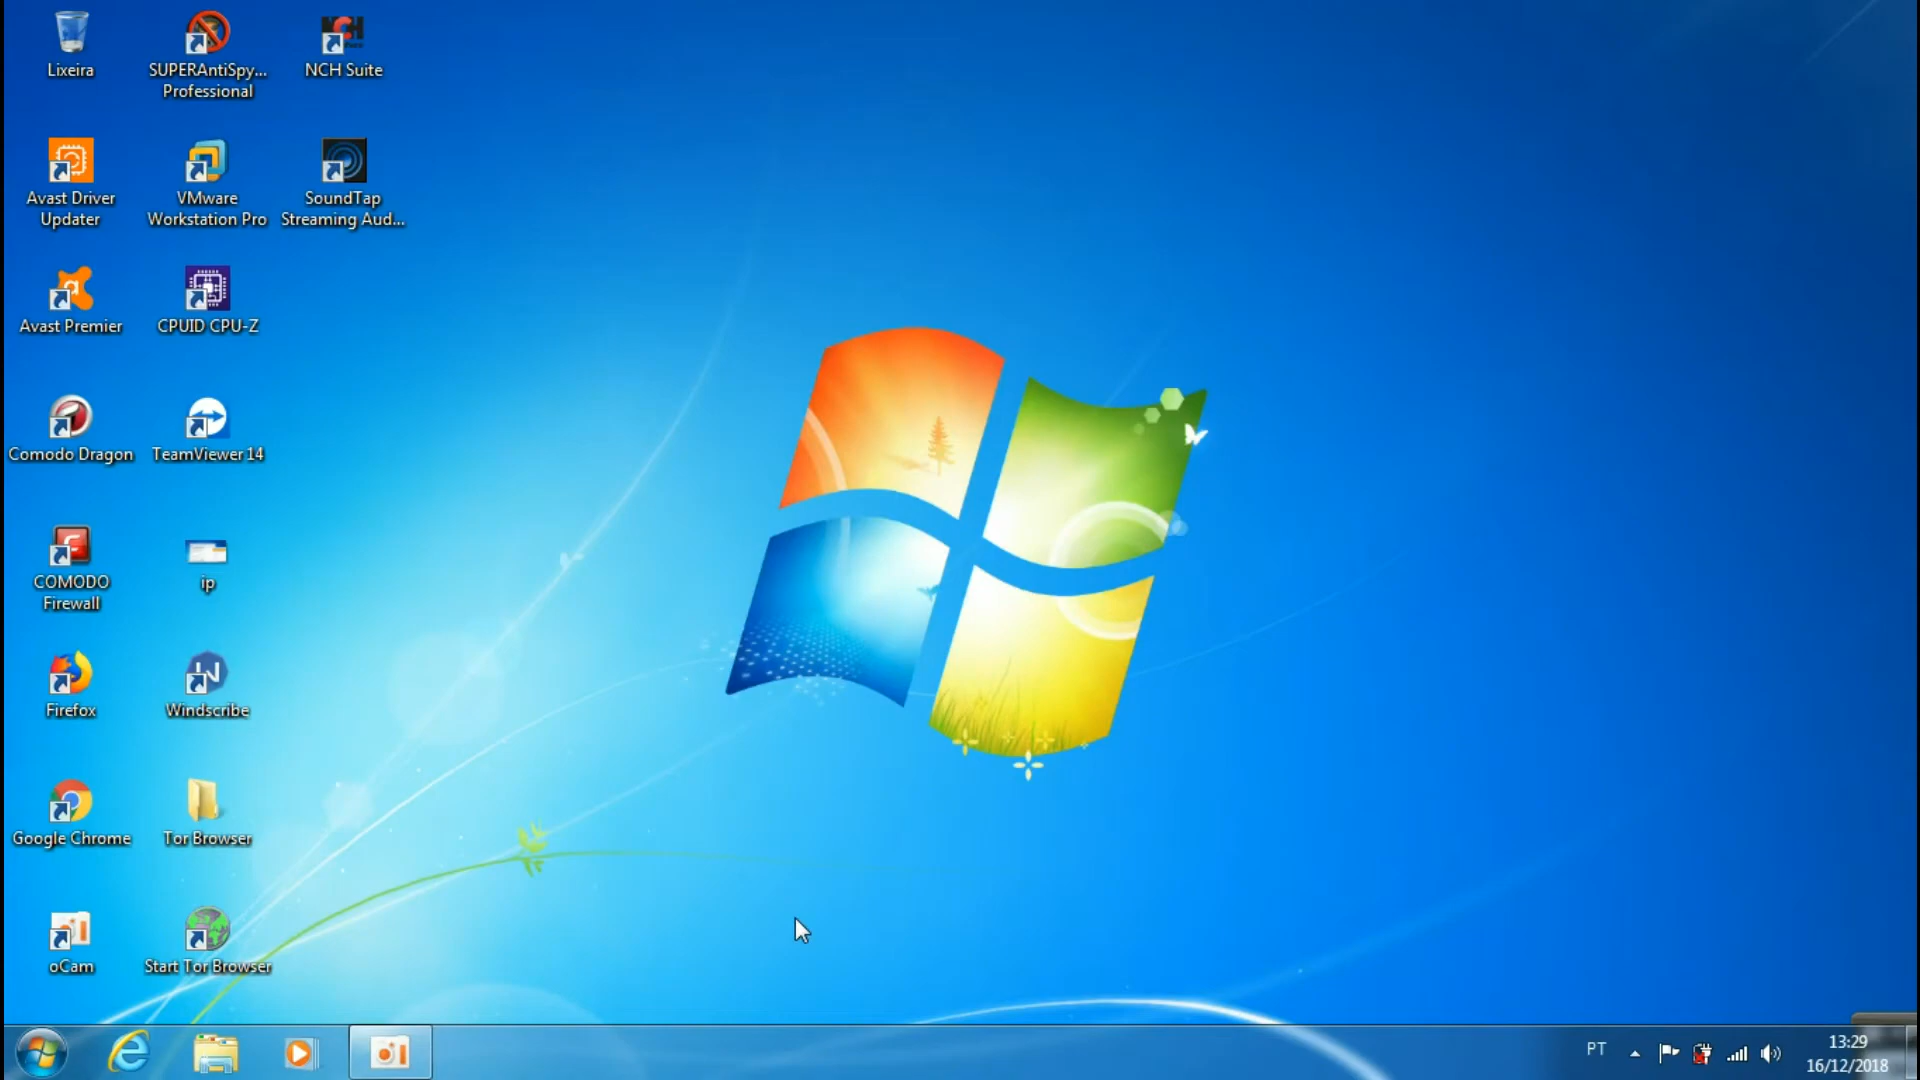 Lixeira
SUPERAntiSpy...
Professional
NCH Suite
Avast Driver
Updater
VMware
Workstation Pro
SoundTap
Streaming Aud...
Avast Premier
CPUID CPU-Z
Comodo Dragon
TeamViewer 14
COMODO
Firewall
ip
Firefox
Windscribe
Google Chrome
Tor Browser
oCam
Start Tor Browser
PT
13:29
16/12/2018